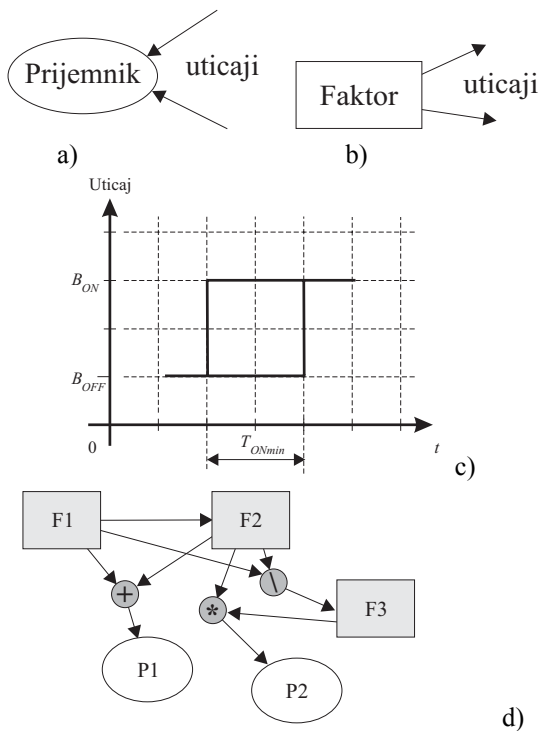 Prijemnik
uticaji
a)
Faktor
uticaji
b)
Uticaj
B_ON
B_OFF
0
T_ONmin
t
c)
F1
F2
+
*
\
F3
P1
P2
d)